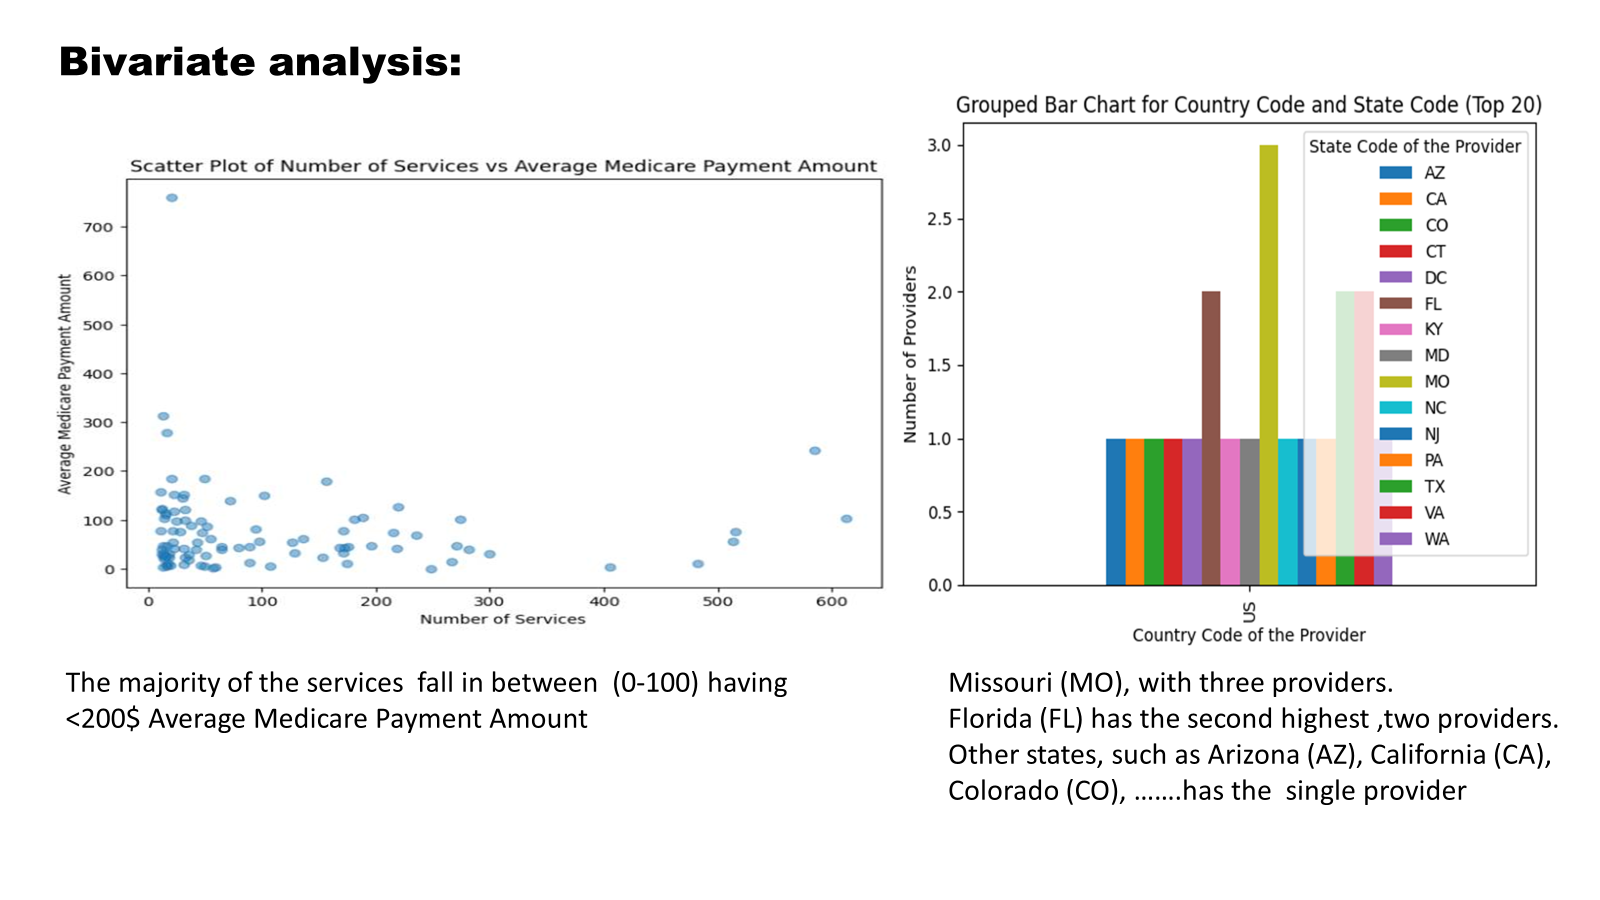 Bivariate analysis:
Scatter Plot of Number of Services vs Average Medicare Payment Amount
Average Medicare Payment Amount
700
600
500
400
300
200
100
0
0 100 200 300 400 500 600
Number of Services
The majority of the services  fall in between  (0-100) having
<200$ Average Medicare Payment Amount
Grouped Bar Chart for Country Code and State Code (Top 20)
Number of Providers
3.0
2.5
2.0
1.5
1.0
0.5
0.0
State Code of the Provider
AZ
CA
CO
CT
DC
FL
KY
MD
MO
NC
NJ
PA
TX
VA
WA
US
Country Code of the Provider
Missouri (MO), with three providers.
Florida (FL) has the second highest ,two providers.
Other states, such as Arizona (AZ), California (CA),
Colorado (CO), …….has the  single provider